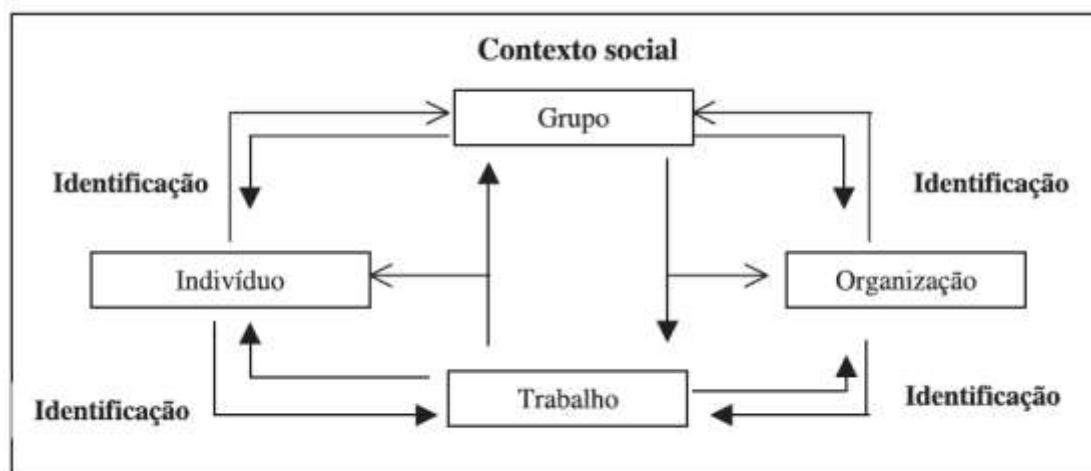 Contexto social
Grupo
Identificação
Identificação
Indivíduo
Organização
Identificação
Trabalho
Identificação